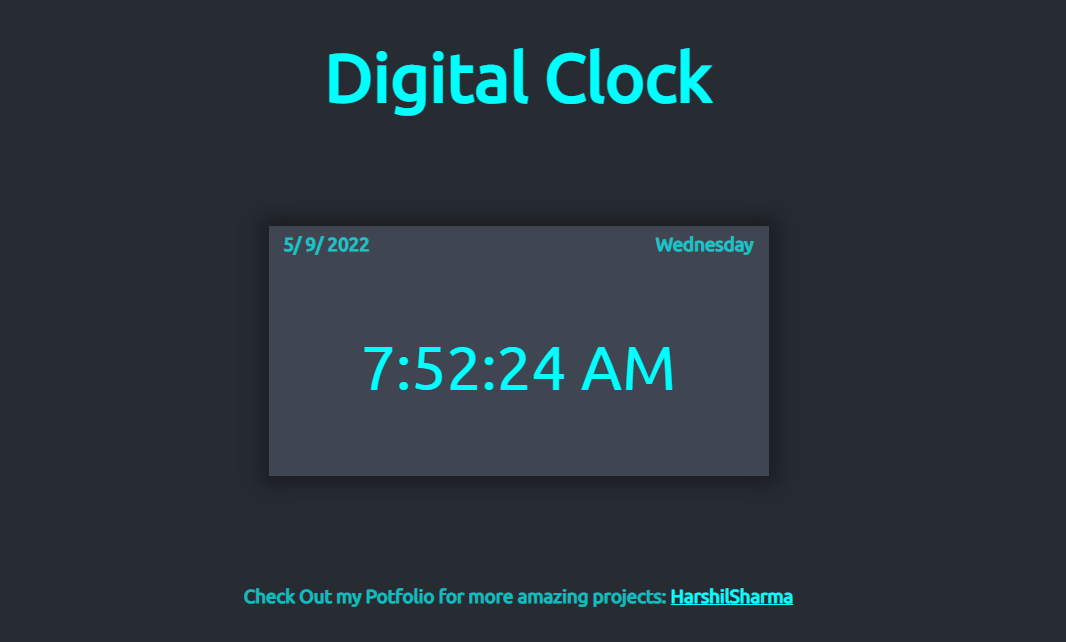 Digital Clock
5/ 9/ 2022 Wednesday
7:52:24 AM
Check Out my Potfolio for more amazing projects: HarshilSharma